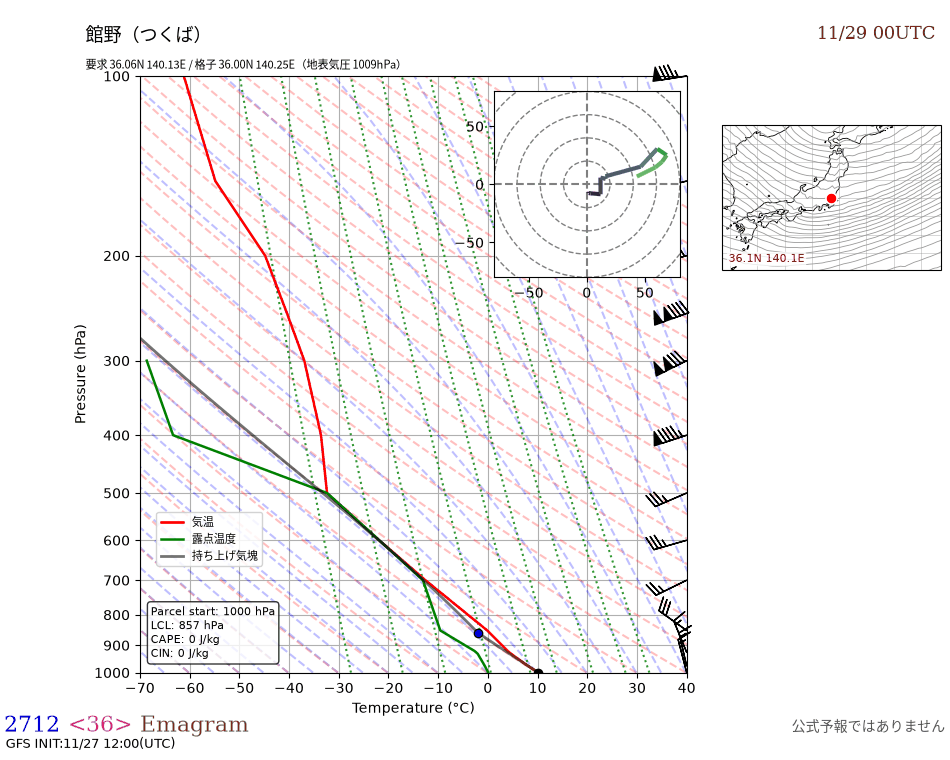 館野（つくば）
11/29 00UTC
要求 36.06N 140.13E / 格子 36.00N 140.25E（地表気圧 1009hPa）
100
200
300
400
500
600
700
800
900
1000
Pressure (hPa)
−70 −60 −50 −40 −30 −20 −10 0 10 20 30 40
Temperature (°C)
50
0
−50
−50 0 50
36.1N 140.1E
気温
露点温度
持ち上げ気塊
Parcel start: 1000 hPa
LCL: 857 hPa
CAPE: 0 J/kg
CIN: 0 J/kg
2712 <36> Emagram
公式予報ではありません
GFS INIT:11/27 12:00(UTC)